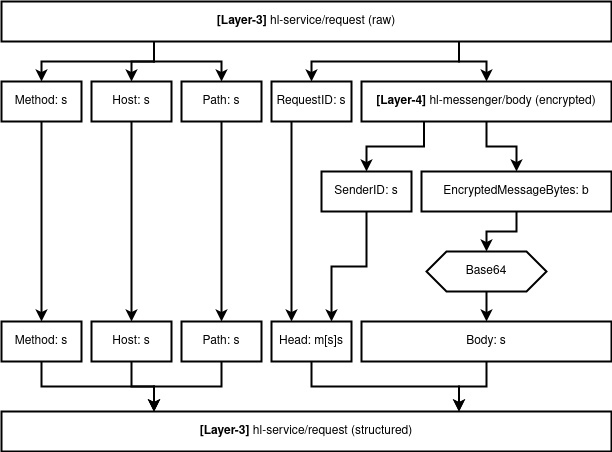 [Layer-3] hl-service/request (raw)
Method: s
Host: s
Path: s
RequestID: s
[Layer-4] hl-messenger/body (encrypted)
SenderID: s
EncryptedMessageBytes: b
Base64
Method: s
Host: s
Path: s
Head: m[s]s
Body: s
[Layer-3] hl-service/request (structured)